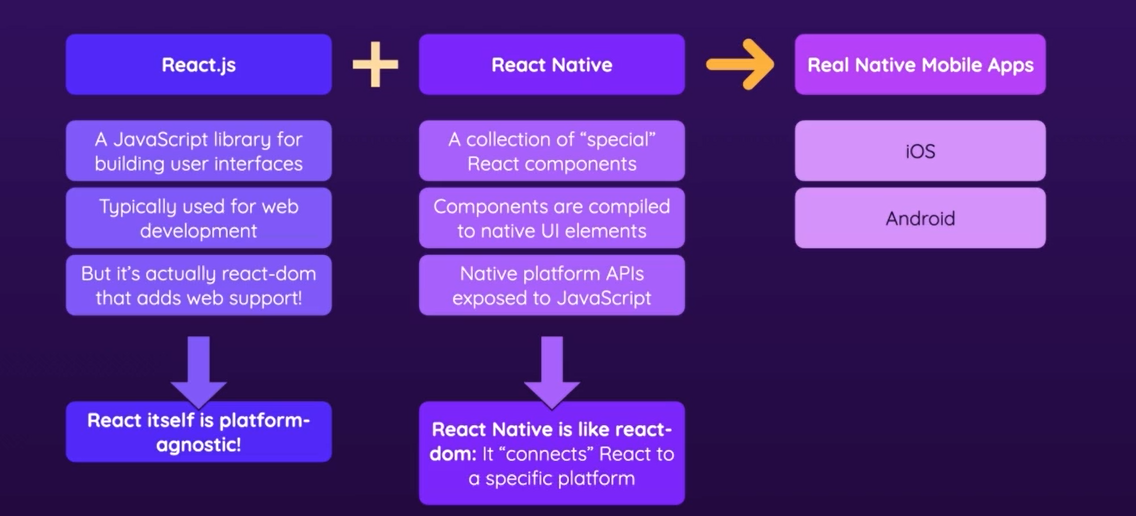 React.js
React Native
Real Native Mobile Apps
A JavaScript library for
building user interfaces
Typically used for web
development
But it's actually react-dom
that adds web support!
React itself is platform-
agnostic!
A collection of “special”
React components
Components are compiled
to native UI elements
Native platform APIs
exposed to JavaScript
React Native is like react-
dom: It “connects” React to
a specific platform
iOS
Android